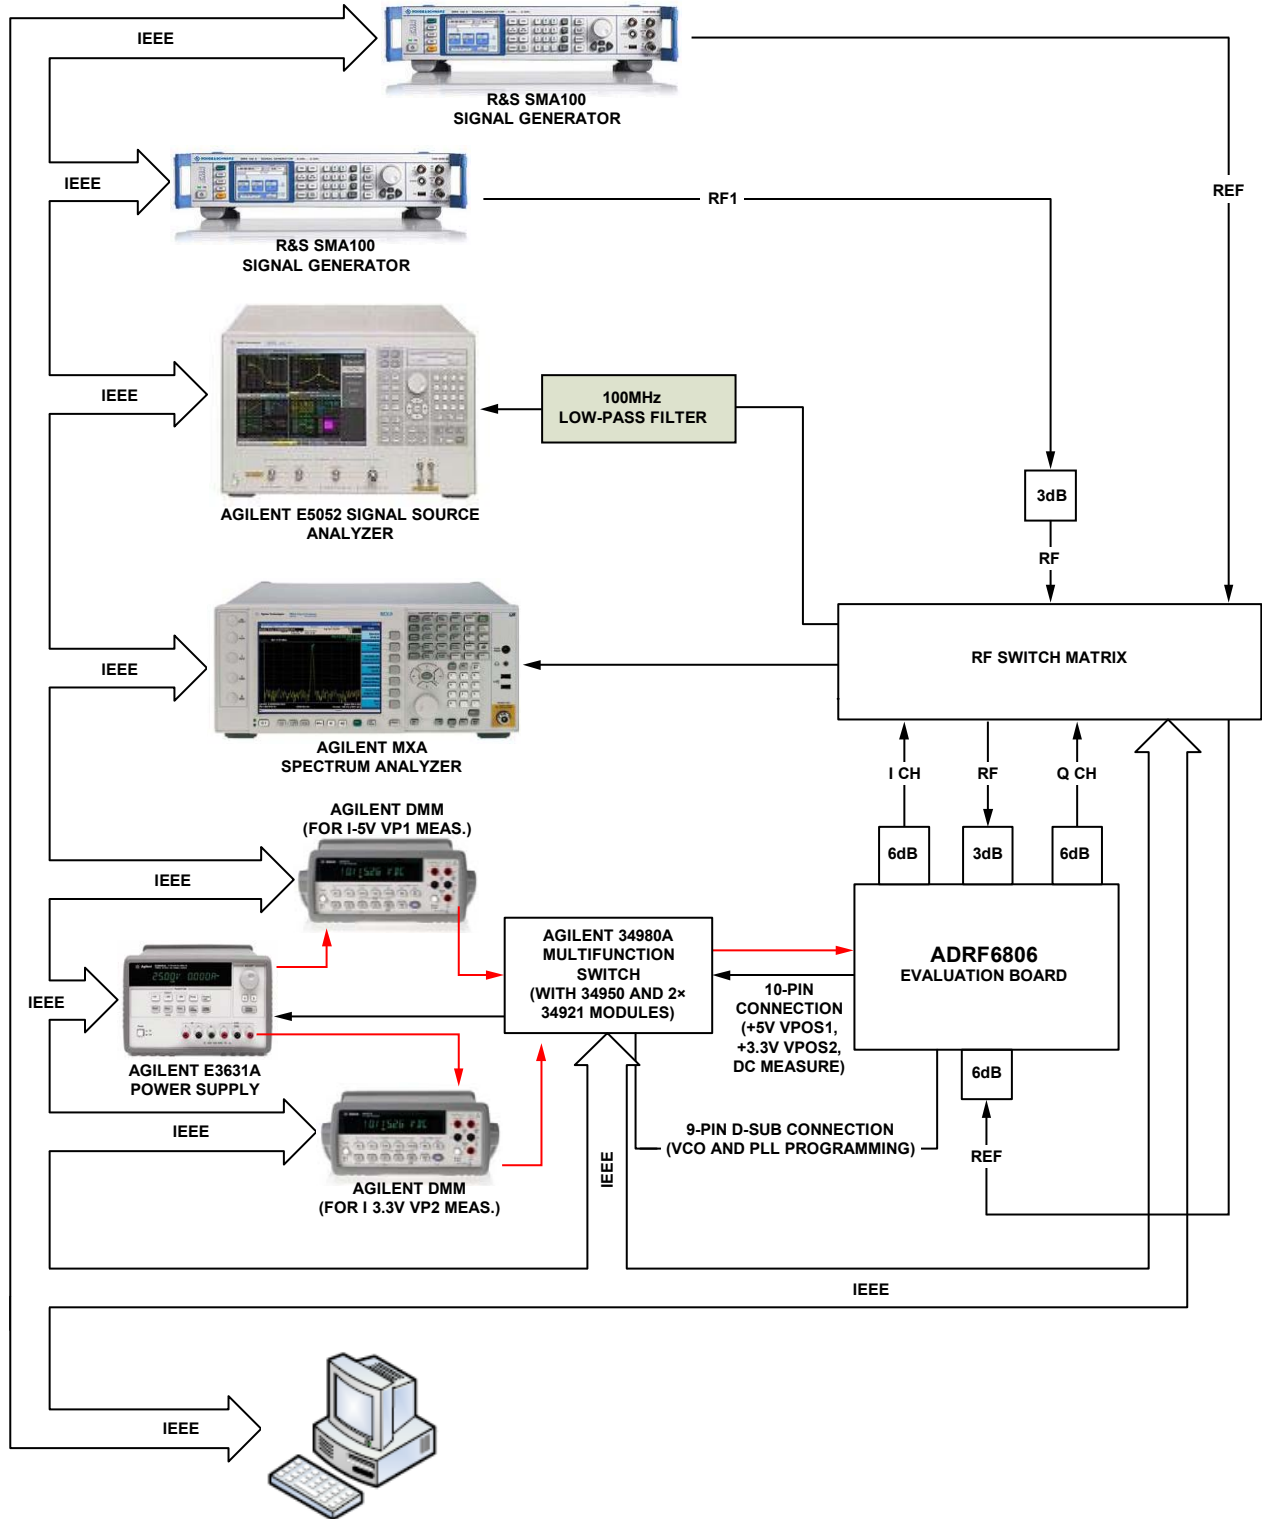 IEEE
R&S SMA100
SIGNAL GENERATOR
IEEE
RF1
REF
R&S SMA100
SIGNAL GENERATOR
IEEE
100MHz
LOW-PASS FILTER
3dB
AGILENT E5052 SIGNAL SOURCE
ANALYZER
RF
IEEE
RF SWITCH MATRIX
AGILENT MXA
SPECTRUM ANALYZER
I CH
RF
Q CH
AGILENT DMM
(FOR I-5V VP1 MEAS.)
6dB
3dB
6dB
IEEE
AGILENT 34980A
MULTIFUNCTION
SWITCH
(WITH 34950 AND 2×
34921 MODULES)
ADRF6806
EVALUATION BOARD
IEEE
10-PIN
CONNECTION
(+5V VPOS1,
+3.3V VPOS2,
DC MEASURE)
AGILENT E3631A
POWER SUPPLY
6dB
IEEE
9-PIN D-SUB CONNECTION
(VCO AND PLL PROGRAMMING)
REF
IEEE
AGILENT DMM
(FOR I 3.3V VP2 MEAS.)
IEEE
IEEE